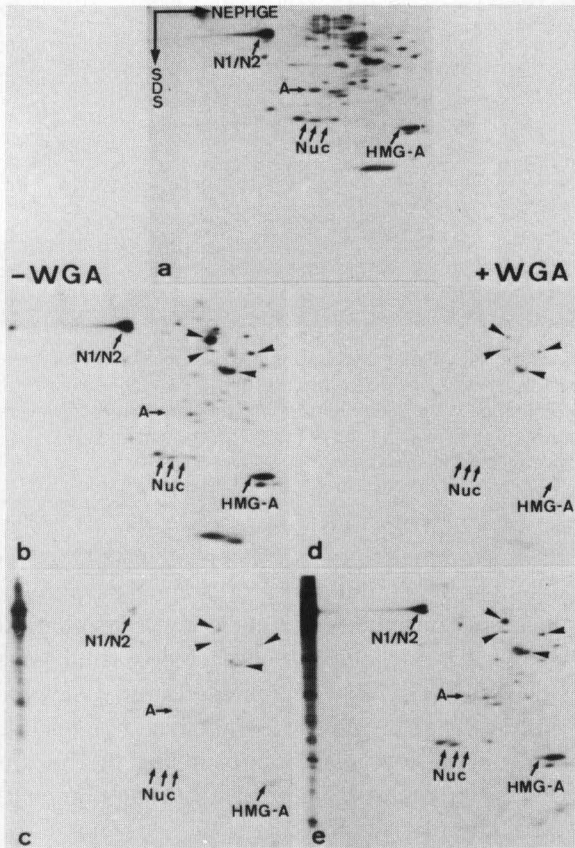 NEPHGE
SDS
N1/N2
A
Nuc
HMG-A
a
-WGA
+WGA
N1/N2
A
Nuc
HMG-A
b
Nuc
HMG-A
d
N1/N2
A
Nuc
HMG-A
c
N1/N2
A
Nuc
HMG-A
e